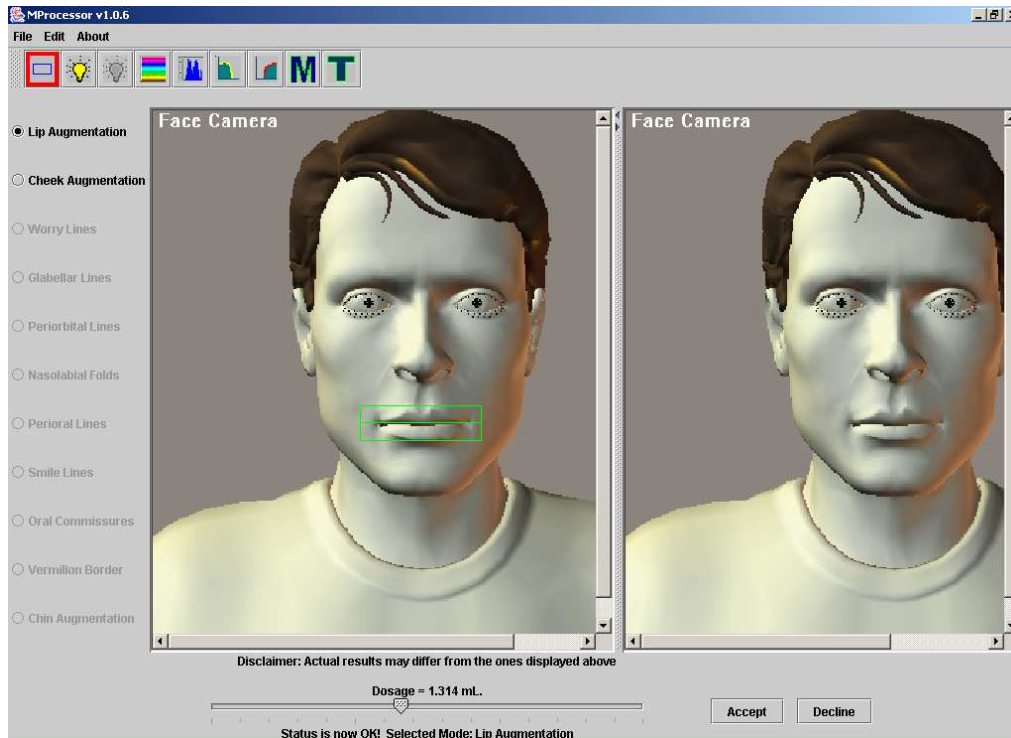 MProcessor v1.0.6
File Edit About
M T
Lip Augmentation
Cheek Augmentation
Worry Lines
Glabellar Lines
Periorbital Lines
Nasolabial Folds
Perioral Lines
Smile Lines
Oral Commissures
Vermilion Border
Chin Augmentation
Face Camera
Face Camera
Disclaimer: Actual results may differ from the ones displayed above
Dosage = 1.314 mL.
Accept Decline
Status is now OK! Selected Mode: Lip Augmentation